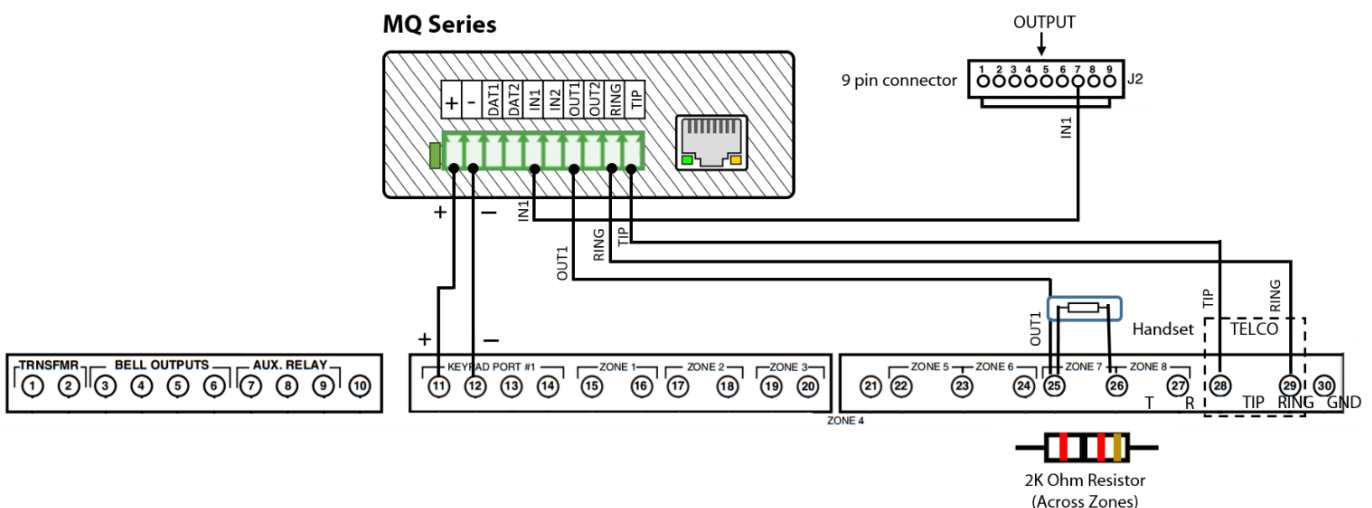 MQ Series
OUTPUT
9 pin connector
1 2 3 4 5 6 7 8 9
J2
+ - DAT1 DAT2 IN1 IN2 OUT1 OUT2 RING TIP
IN1
+ −
IN1
OUT1
RING
TIP
TIP
RING
OUT1
+ −
Handset TELCO
TRNSFMR BELL OUTPUTS AUX. RELAY
1 2 3 4 5 6 7 8 9 10
KEYPAD PORT #1 ZONE 1 ZONE 2 ZONE 3
11 12 13 14 15 16 17 18 19 20
ZONE 4
ZONE 5 ZONE 6 ZONE 7 ZONE 8
21 22 23 24 25 26 27 28 29 30
T R TIP RING GND
2K Ohm Resistor
(Across Zones)